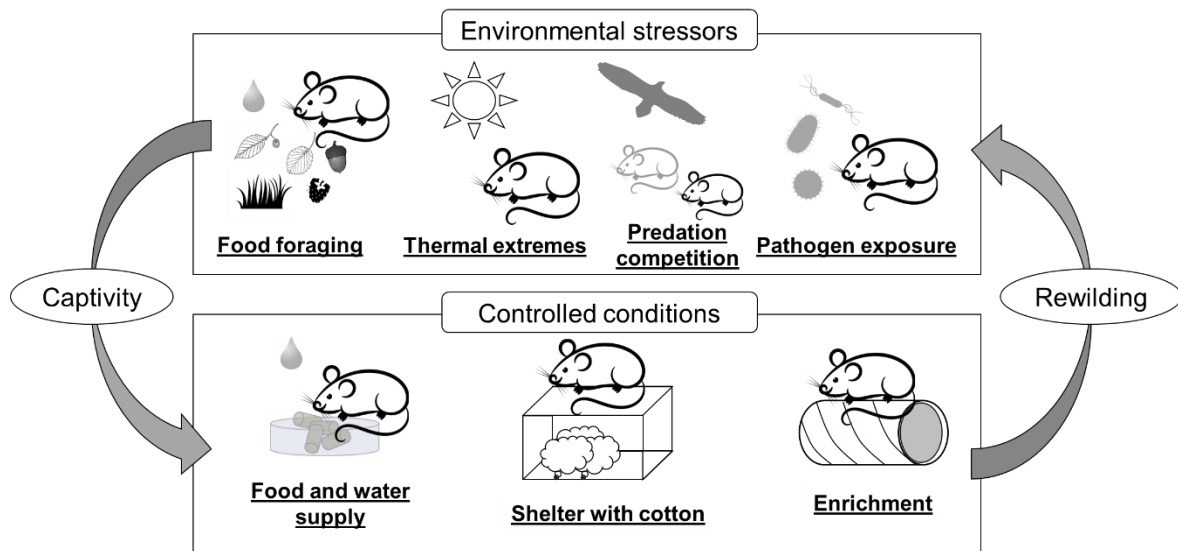 Environmental stressors
Food foraging
Thermal extremes
Predation
competition
Pathogen exposure
Captivity
Rewilding
Controlled conditions
Food and water
supply
Shelter with cotton
Enrichment